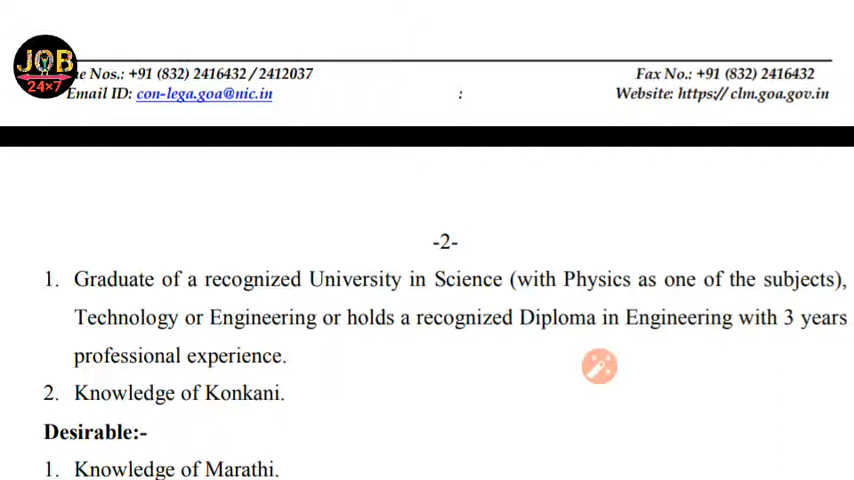 JOB
24×7
e Nos.: +91 (832) 2416432 / 2412037
Fax No.: +91 (832) 2416432
Email ID: con-lega.goa@nic.in
:
Website: https:// clm.goa.gov.in
-2-
1. Graduate of a recognized University in Science (with Physics as one of the subjects),
Technology or Engineering or holds a recognized Diploma in Engineering with 3 years
professional experience.
2. Knowledge of Konkani.
Desirable:-
1. Knowledge of Marathi.